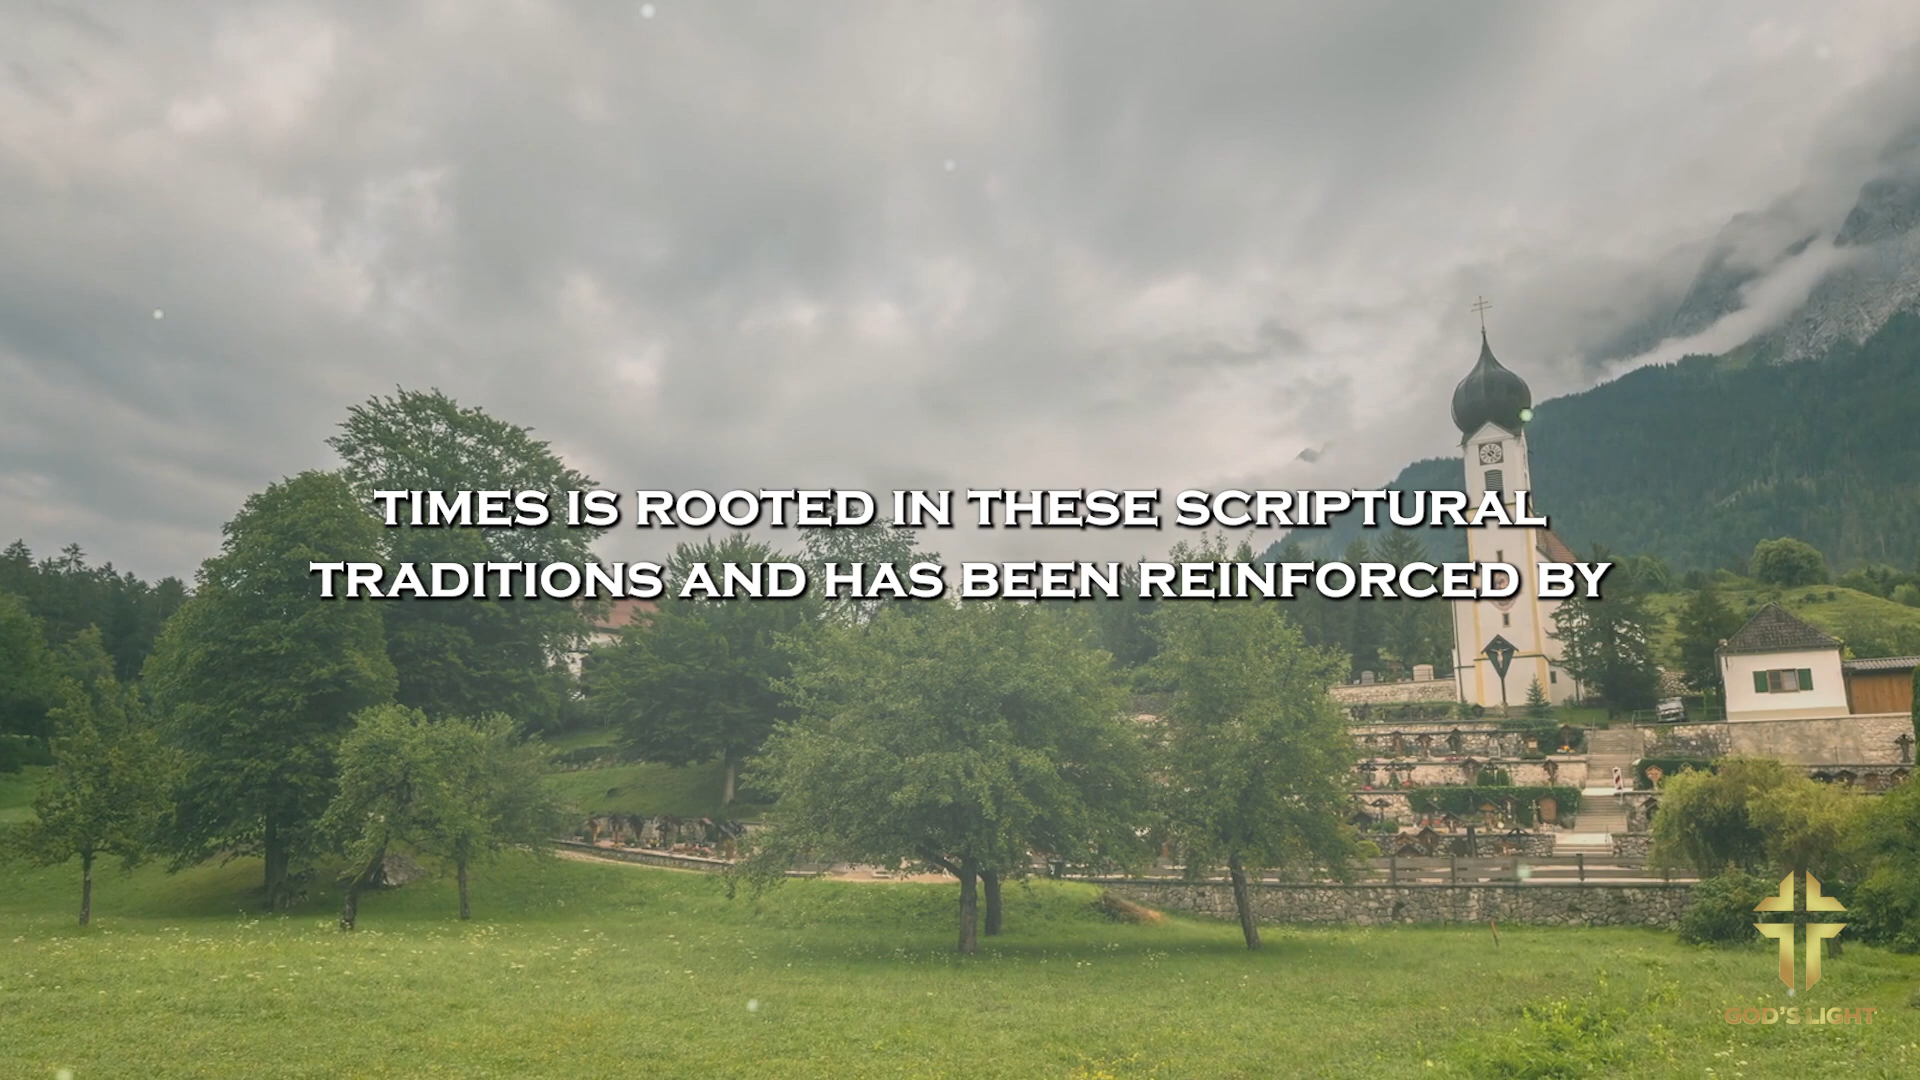 TIMES IS ROOTED IN THESE SCRIPTURAL
TRADITIONS AND HAS BEEN REINFORCED BY
GOD'S LIGHT